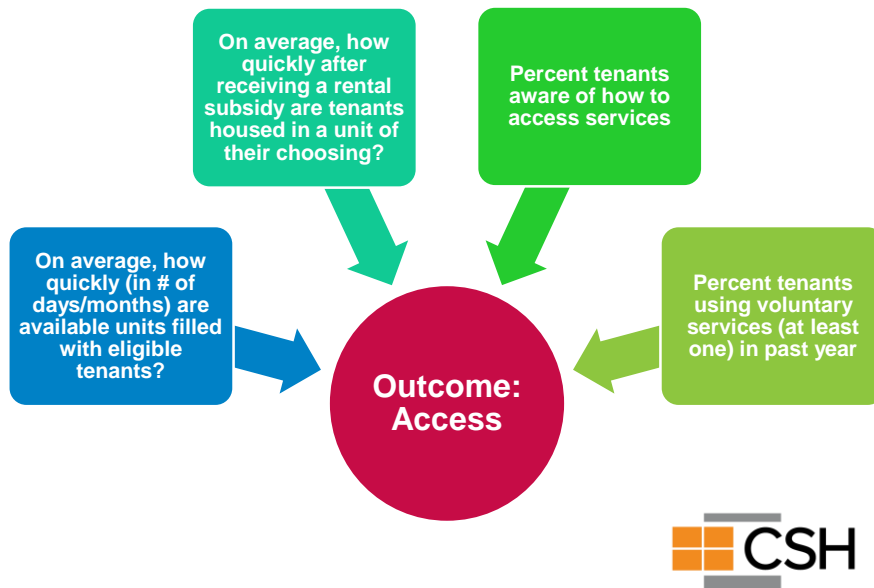 On average, how
quickly after
receiving a rental
subsidy are tenants
housed in a unit of
their choosing?
Percent tenants
aware of how to
access services
On average, how
quickly (in # of
days/months) are
available units filled
with eligible
tenants?
Percent tenants
using voluntary
services (at least
one) in past year
Outcome:
Access
CSH